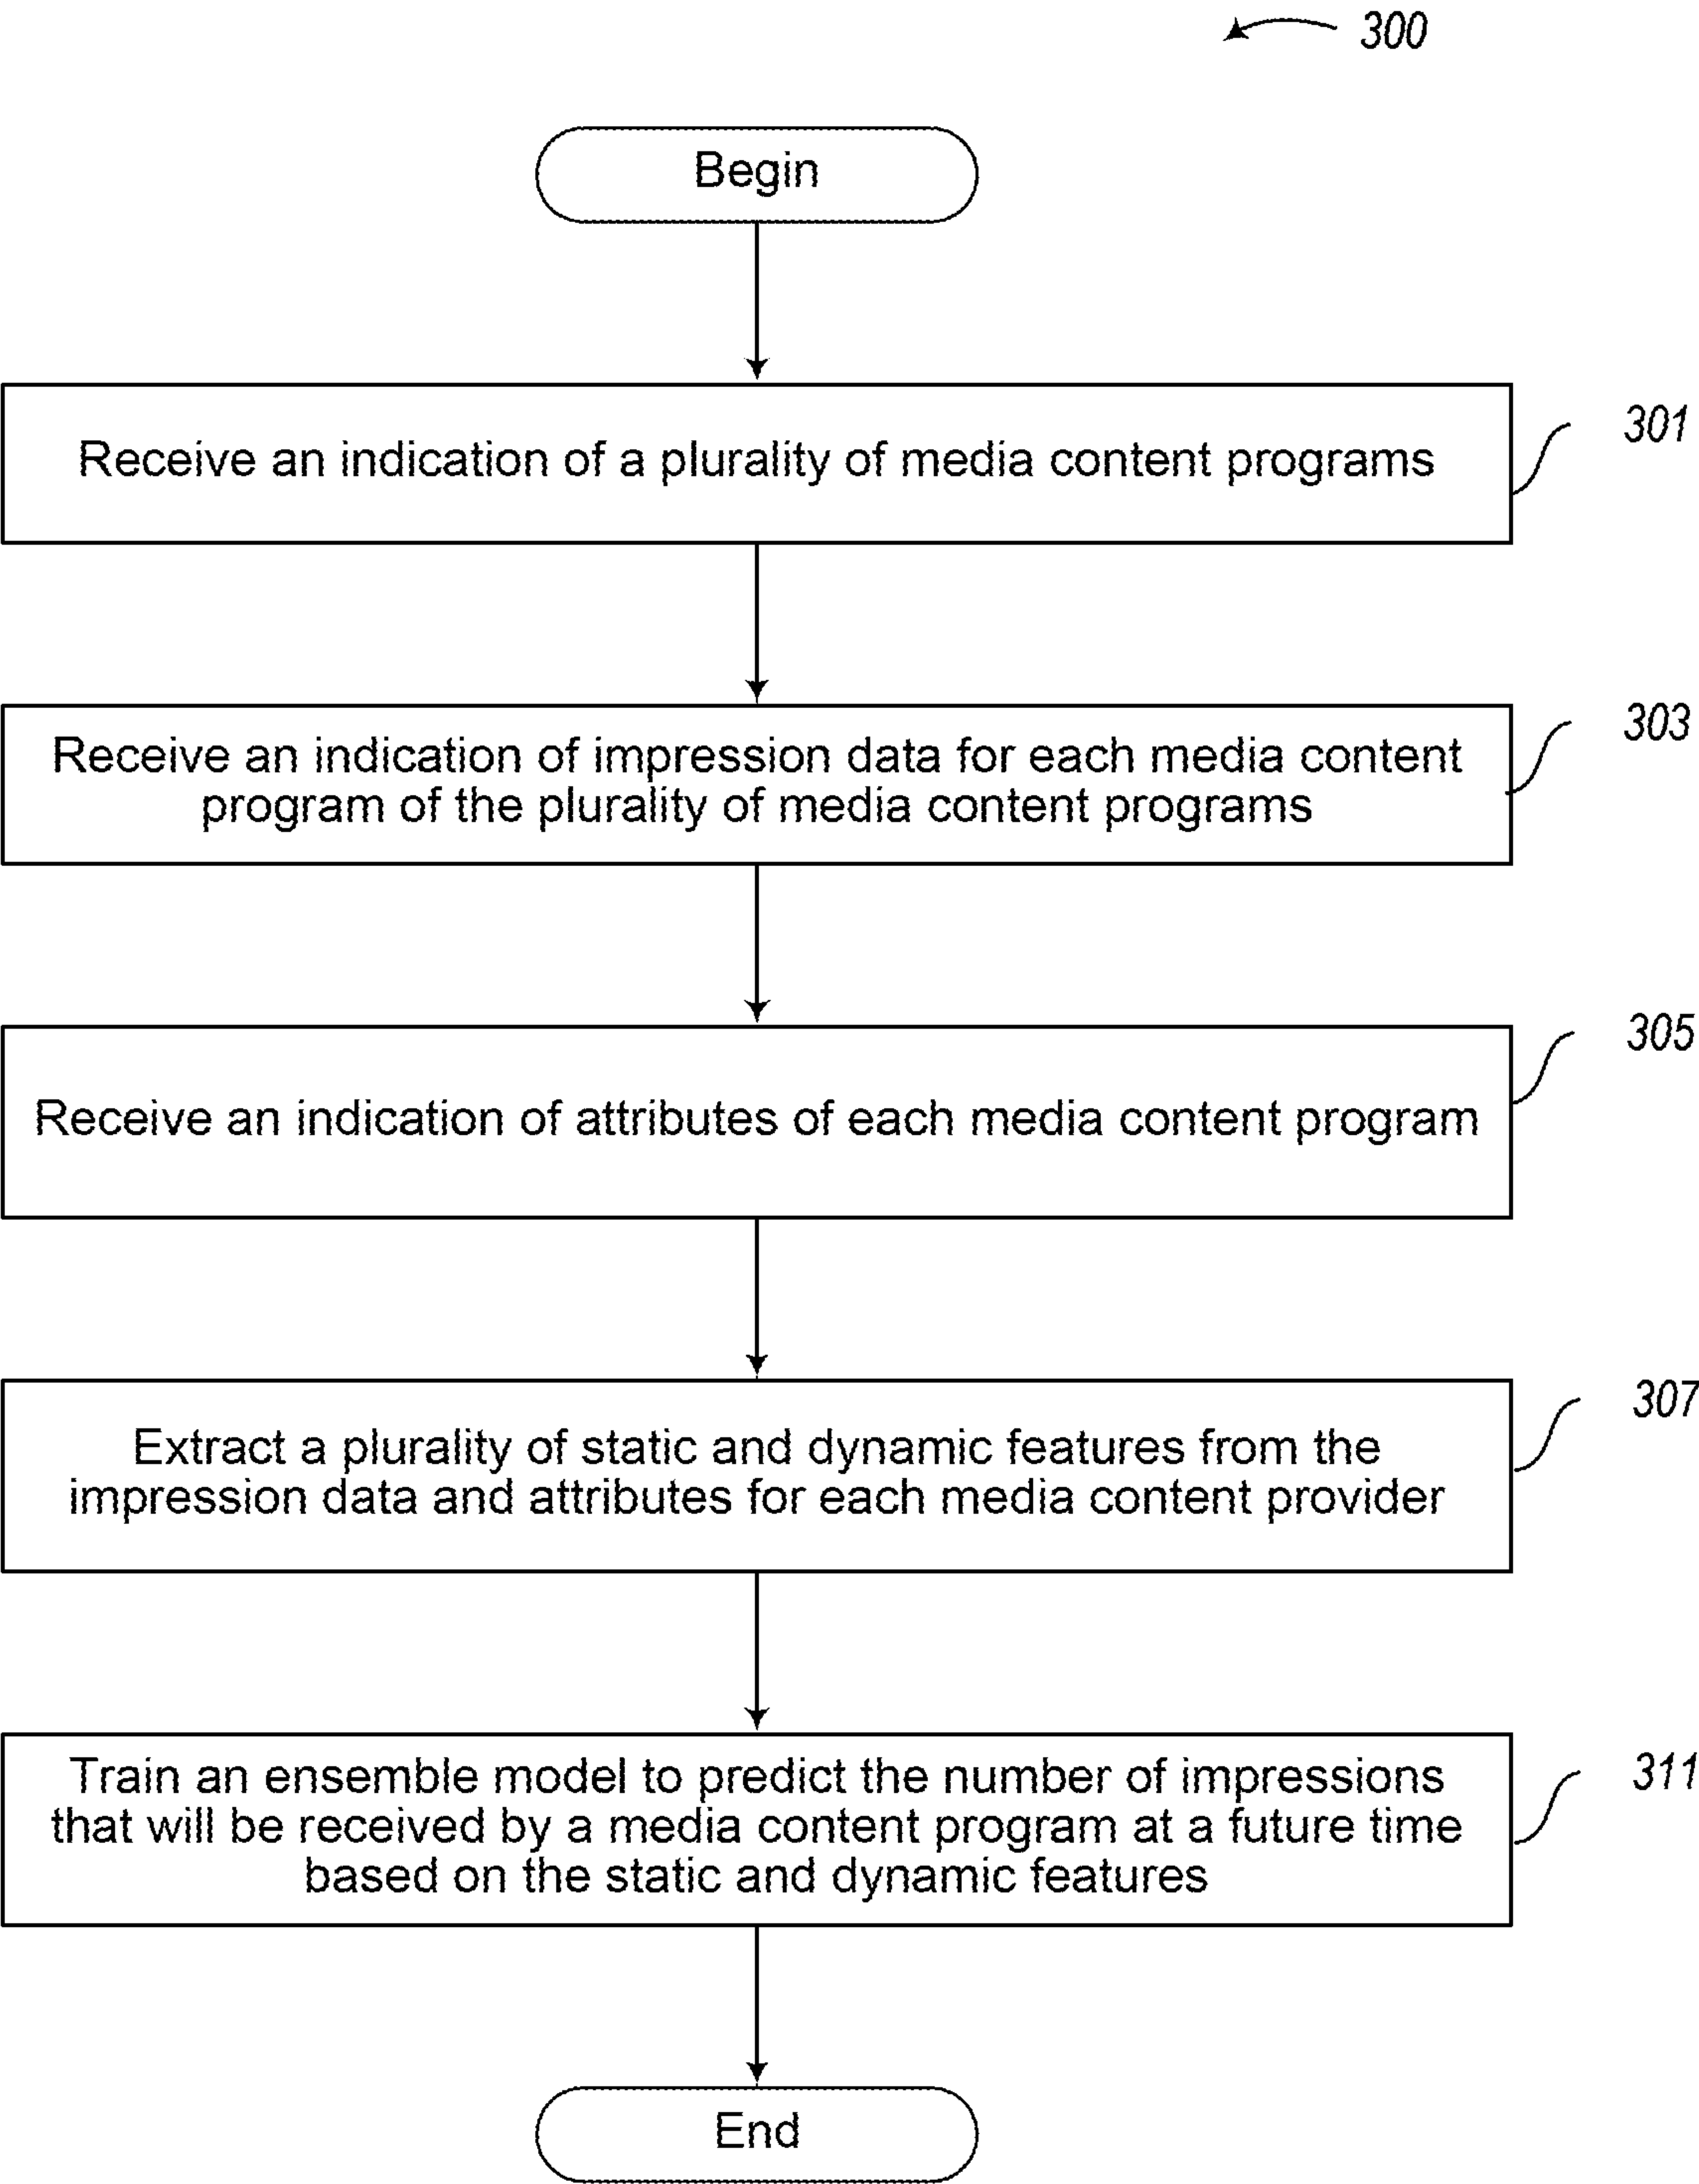 300
Begin
Receive an indication of a plurality of media content programs
301
Receive an indication of impression data for each media content
program of the plurality of media content programs
303
Receive an indication of attributes of each media content program
305
Extract a plurality of static and dynamic features from the
impression data and attributes for each media content provider
307
Train an ensemble model to predict the number of impressions
that will be received by a media content program at a future time
based on the static and dynamic features
311
End